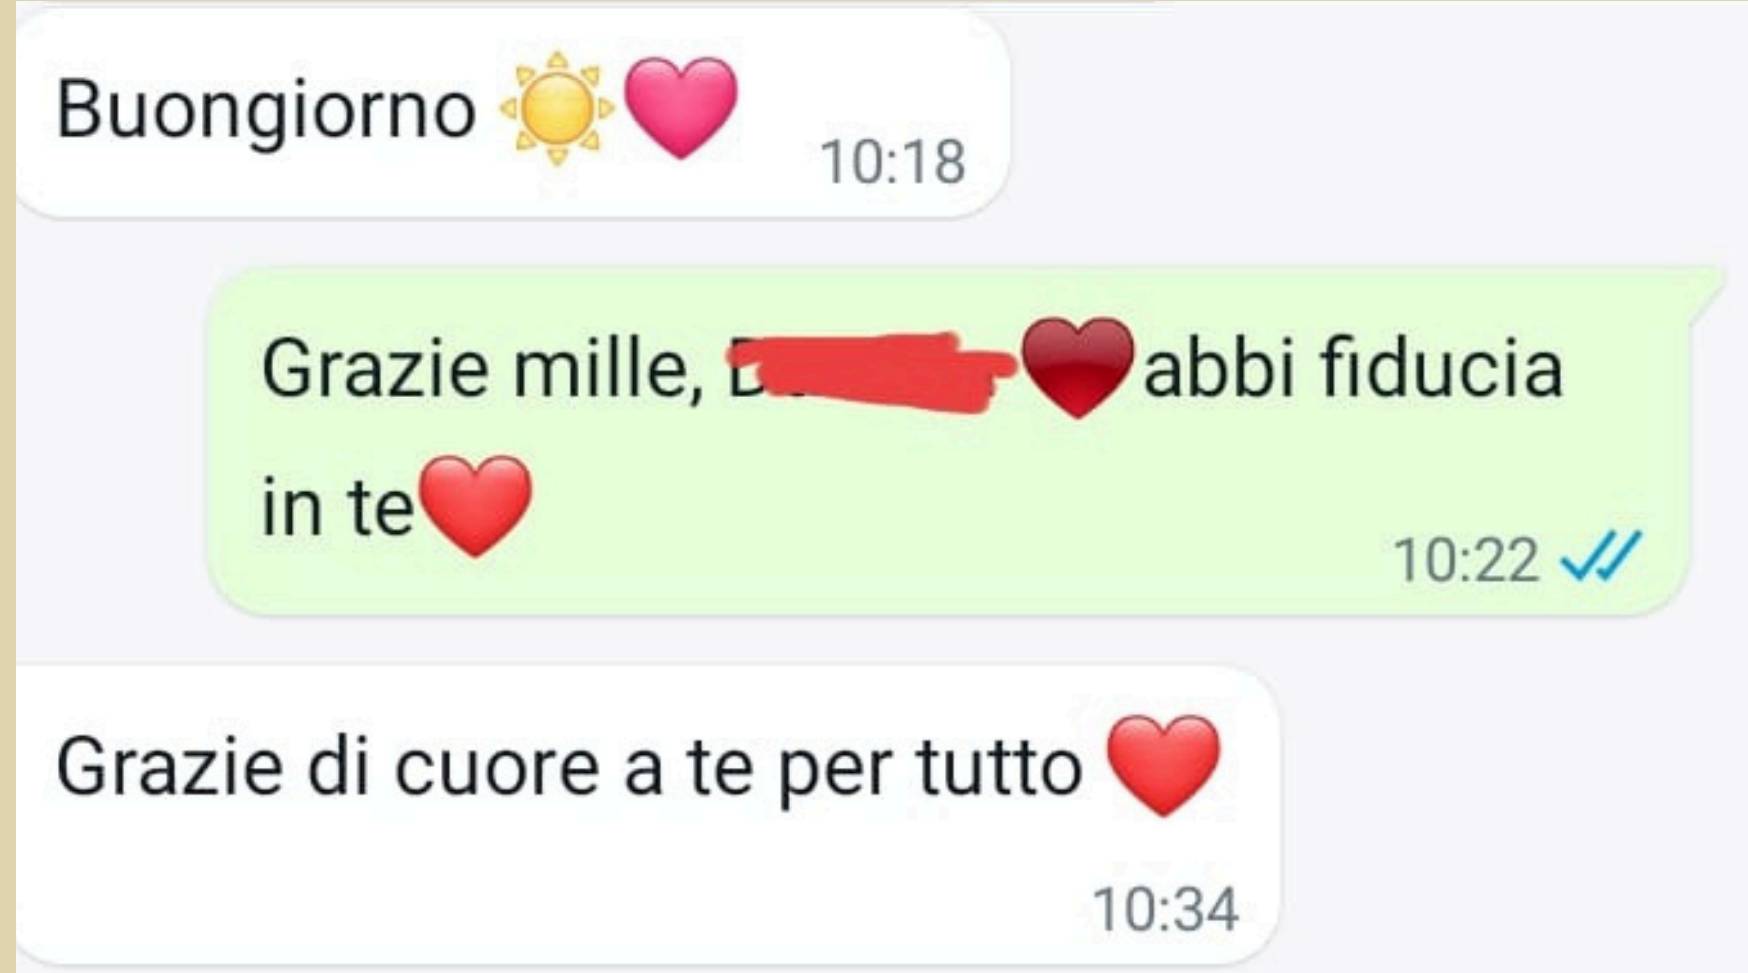 Buongiorno ☀️🩷
10:18
Grazie mille, ❤️abbi fiducia
in te❤️
10:22
Grazie di cuore a te per tutto ❤️
10:34